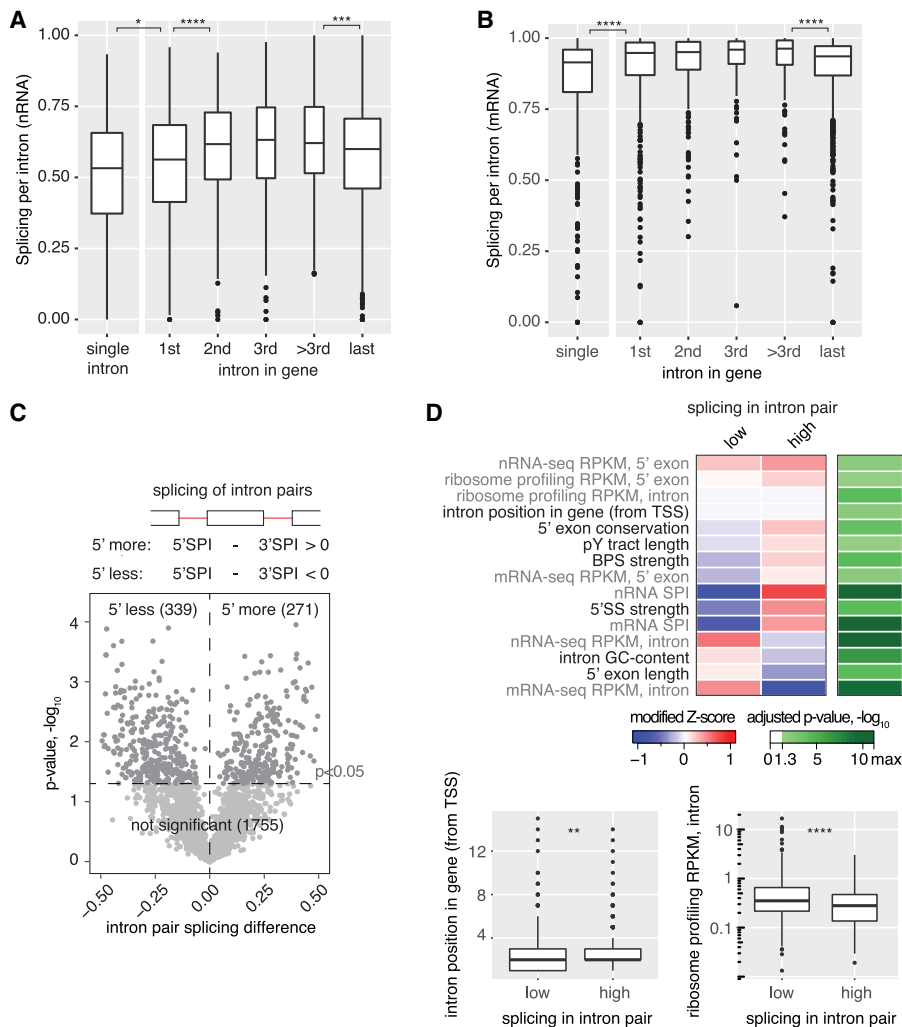 A
* **** ***
1.00
0.75
0.50
0.25
0.00
Splicing per intron (nRNA)
single intron
1st
2nd
3rd
>3rd
last
intron in gene
B
**** ****
1.00
0.75
0.50
0.25
0.00
Splicing per intron (mRNA)
single
1st
2nd
3rd
>3rd
last
intron in gene
C
splicing of intron pairs
5' more: 5'SPI - 3'SPI > 0
5' less: 5'SPI - 3'SPI < 0
5' less (339) 5' more (271)
4
3
2
1
0
p-value, -log10
p<0.05
not significant (1755)
−0.50
−0.25
0.00
0.25
0.50
intron pair splicing difference
D
splicing in intron pair
low high
nRNA-seq RPKM, 5' exon
ribosome profiling RPKM, 5' exon
ribosome profiling RPKM, intron
intron position in gene (from TSS)
5' exon conservation
pY tract length
BPS strength
mRNA-seq RPKM, 5' exon
nRNA SPI
5'SS strength
mRNA SPI
nRNA-seq RPKM, intron
intron GC-content
5' exon length
mRNA-seq RPKM, intron
modified Z-score
−1 0 1
adjusted p-value, -log10
0 1.3 5 10 max
intron position in gene (from TSS)
12
8
4
**
low high
splicing in intron pair
ribosome profiling RPKM, intron
10
1
0.1
****
low high
splicing in intron pair